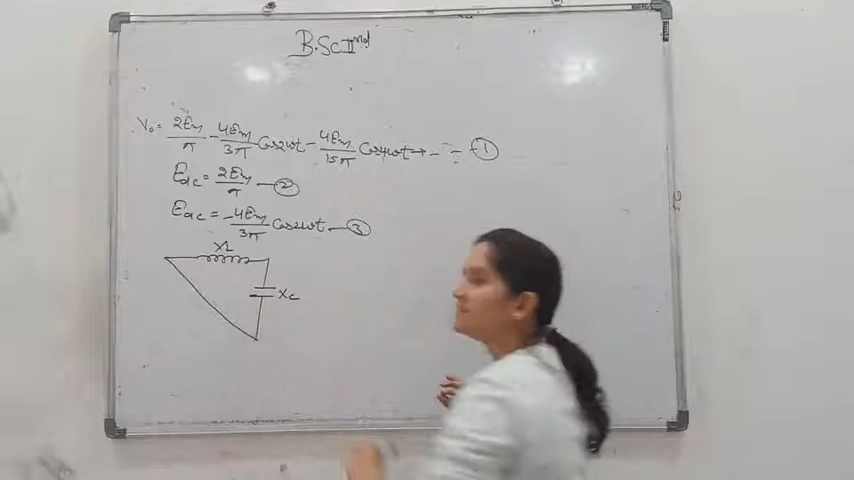 B.Sc II nd
V₀ = 2Em/π - 4Em/3π Cos2ωt - 4Em/15π Cos4ωt + - - - ①
Edc = 2Em/π — ②
Eac = -4Em/3π Cos2ωt — ③
XL
Xc